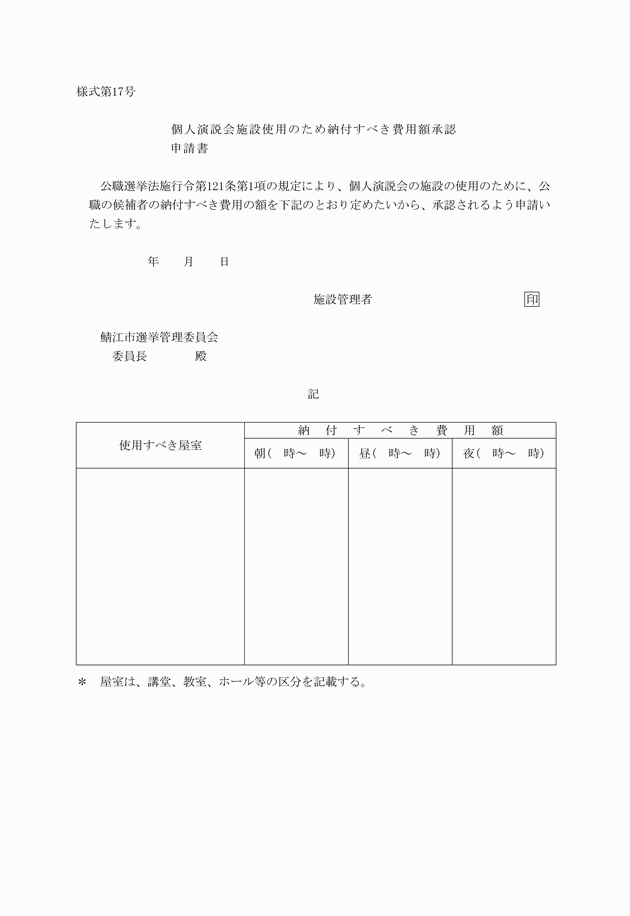 様式第17号
個人演説会施設使用のため納付すべき費用額承認
申請書
公職選挙法施行令第121条第1項の規定により、個人演説会の施設の使用のために、公
職の候補者の納付すべき費用の額を下記のとおり定めたいから、承認されるよう申請い
たします。
年　　月　　日
施設管理者　　　　　　　　　　　　　印
鯖江市選挙管理委員会
委員長　　　　殿
記
使用すべき屋室
納　付　す　べ　き　費　用　額
朝(　時～　時)　昼(　時～　時)　夜(　時～　時)
＊　屋室は、講堂、教室、ホール等の区分を記載する。